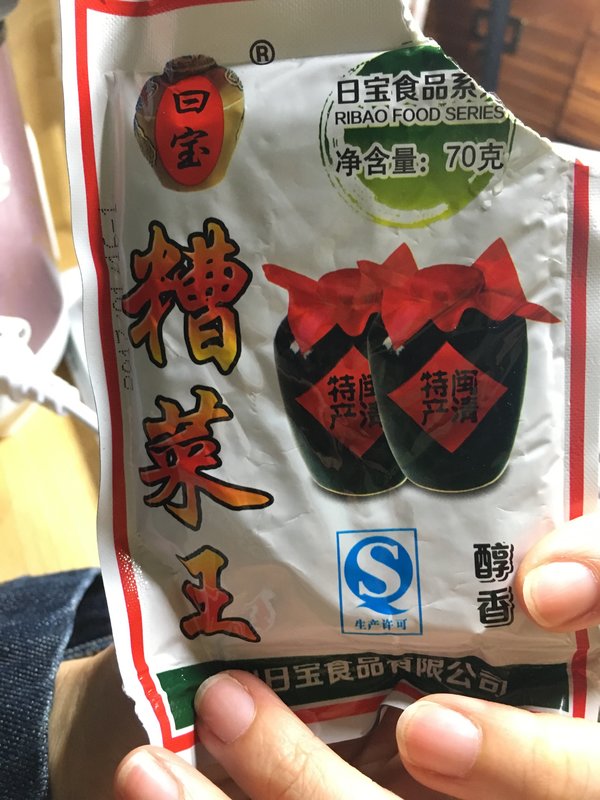 ®
日宝
日宝食品系
RIBAO FOOD SERIES
净含量：70克
糟菜王
闽清
特产
闽清
特产
QS
生产许可
醇香
日宝食品有限公司